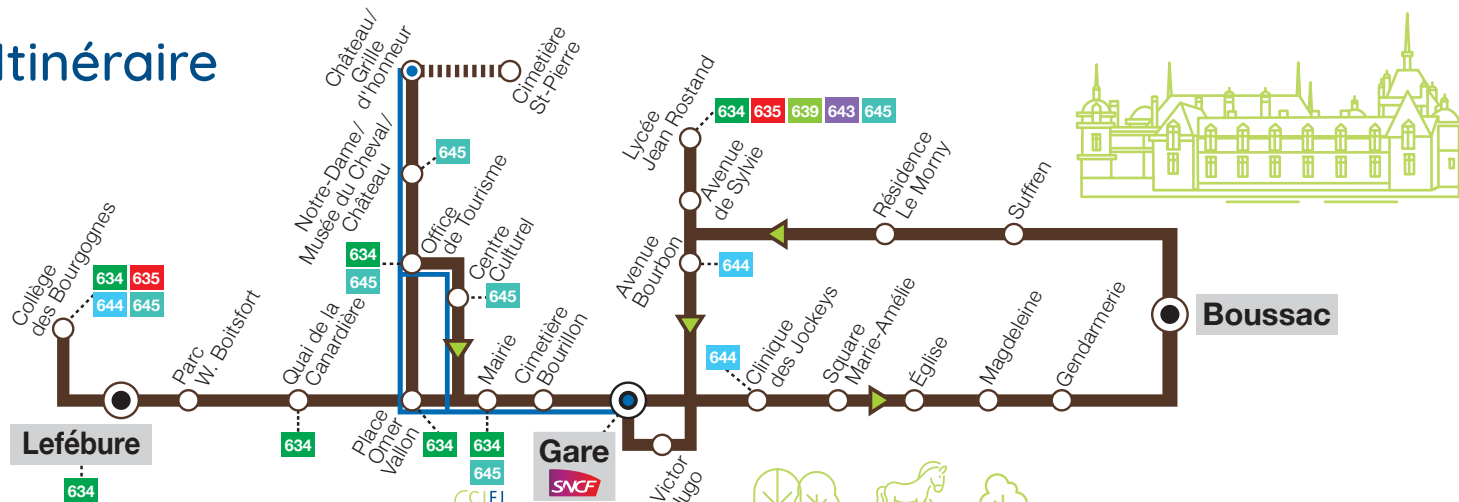 Itinéraire
Château/
Grille
d'honneur
Cimetière
St-Pierre
645
Notre-Dame/
Musée du Cheval/
Château
Office
de Tourisme
634
645
Centre
Culturel
645
Lycée
Jean Rostand
634 635 639 643 645
Avenue
de Sylvie
Résidence
Le Morny
Suffren
Avenue
Bourbon
644
Boussac
Collège
des Bourgognes
634 635
644 645
Parc
W. Boitsfort
Quai de la
Canardière
634
Lefébure
634
Place
Omer
Vallon
634
Mairie
634
645
Cimetière
Bourillon
Gare
SNCF
Victor
644
Clinique
des Jockeys
Square
Marie-Amélie
Église
Magdeleine
Gendarmerie